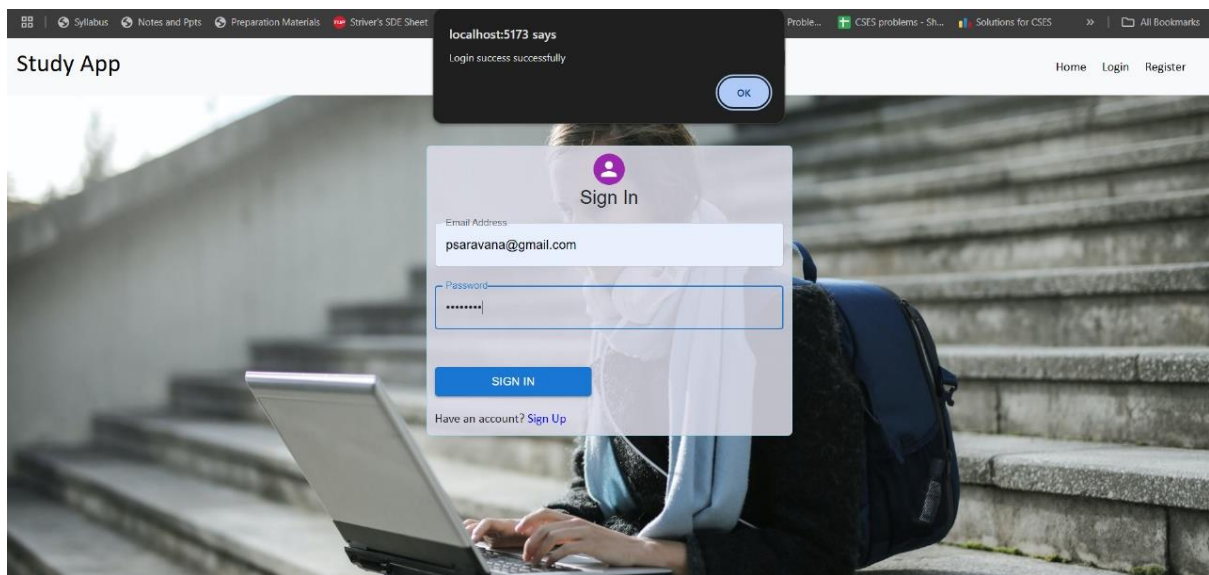 Syllabus Notes and Ppts Preparation Materials TUF Striver's SDE Sheet Proble... CSES problems - Sh... Solutions for CSES » All Bookmarks
localhost:5173 says
Login success successfully
OK
Study App
Home Login Register
Sign In
Email Address
psaravana@gmail.com
Password
••••••••
SIGN IN
Have an account? Sign Up